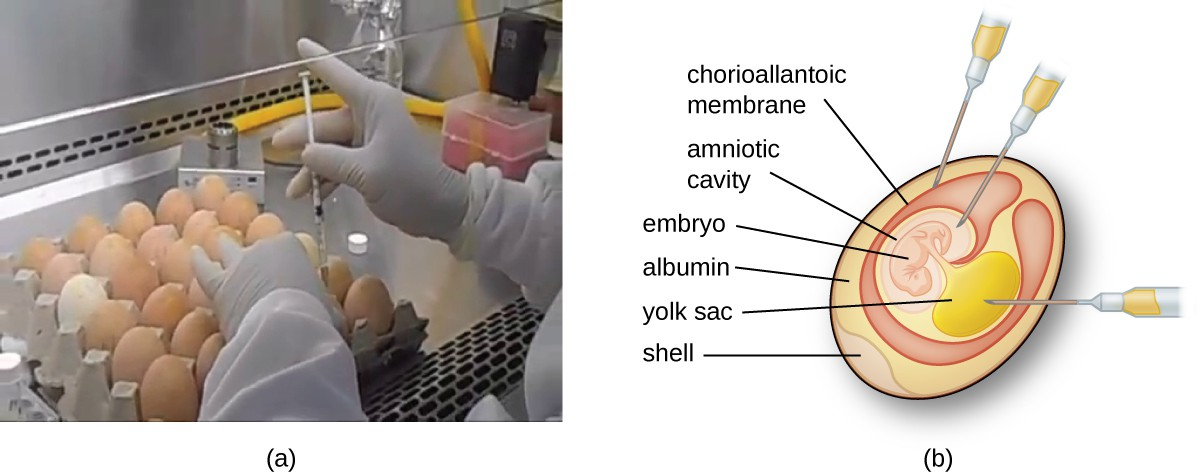 chorioallantoic
membrane
amniotic
cavity
embryo
albumin
yolk sac
shell
(a)
(b)